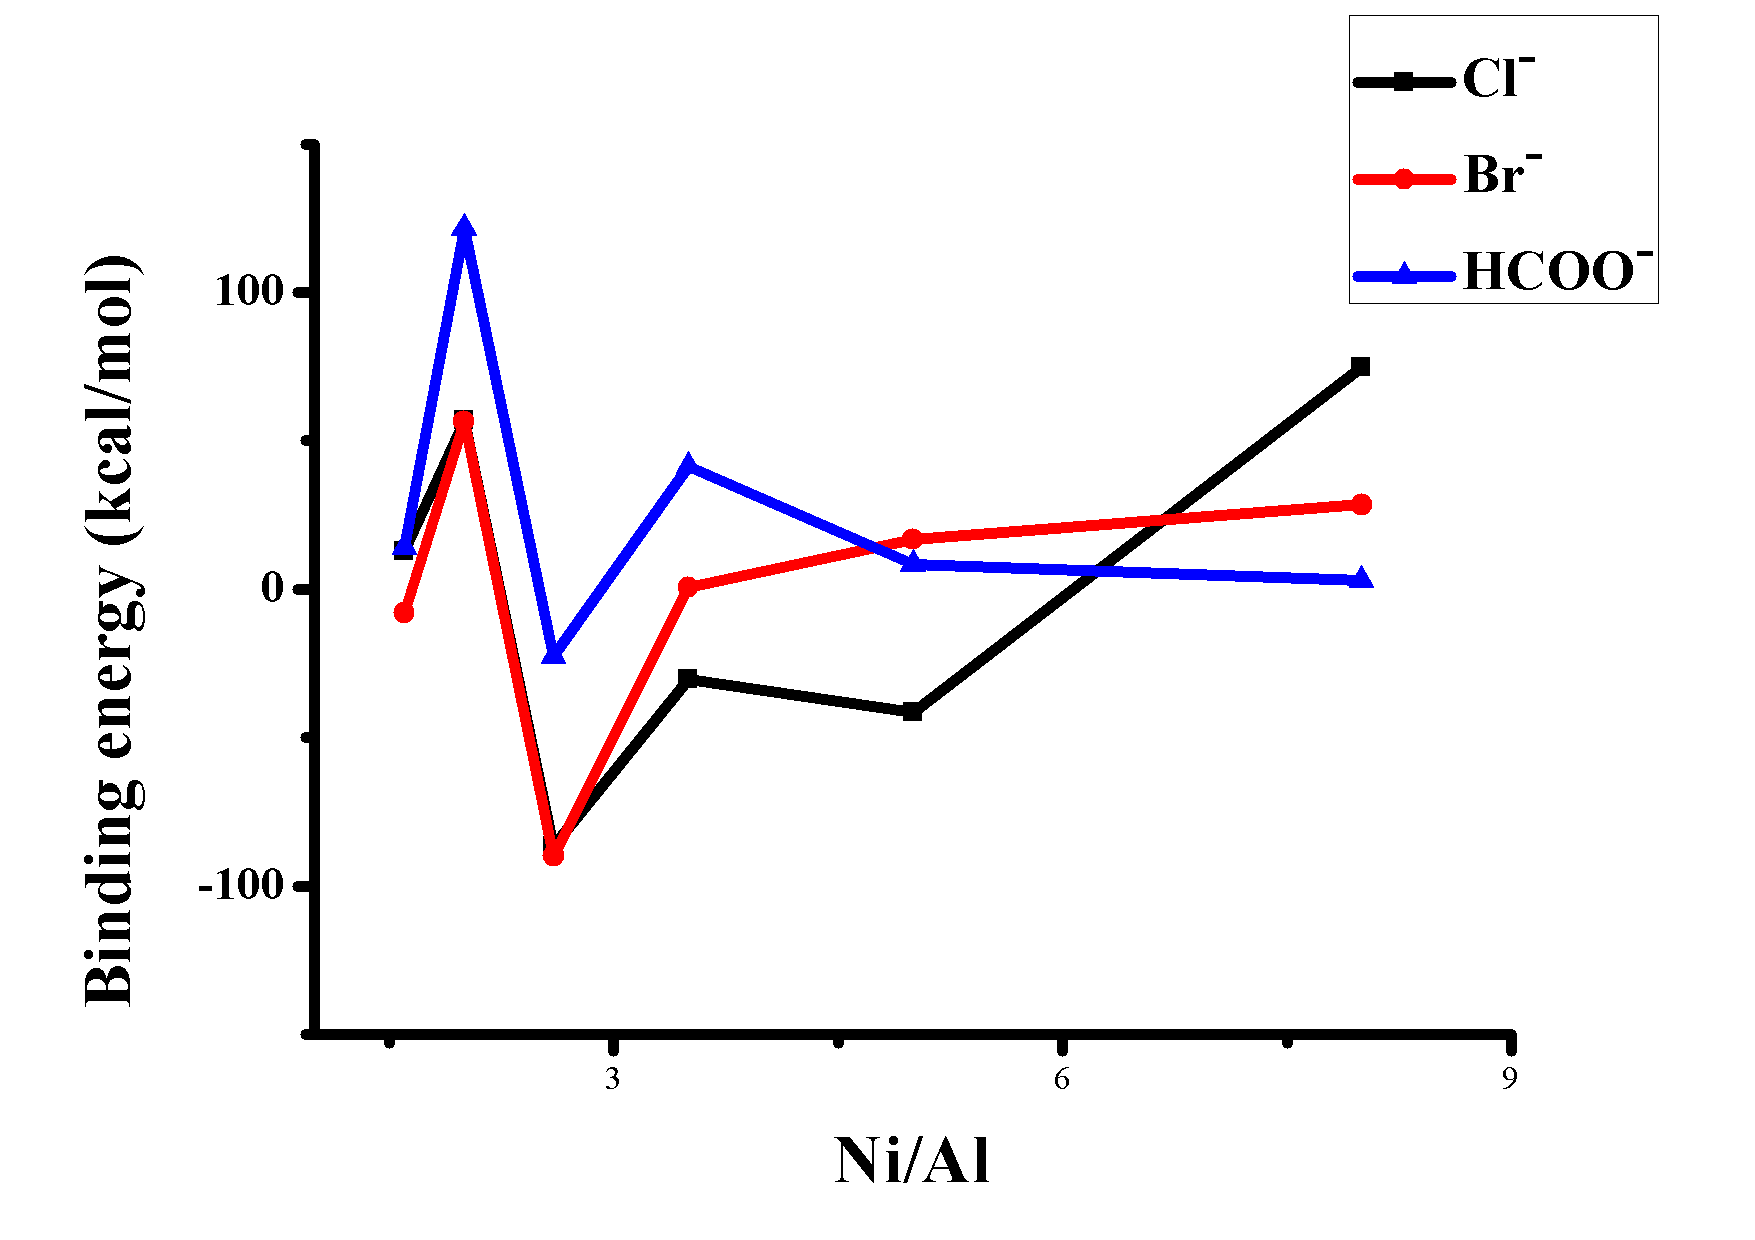 Cl⁻
Br⁻
HCOO⁻
Binding energy (kcal/mol)
100
0
-100
3
6
9
Ni/Al